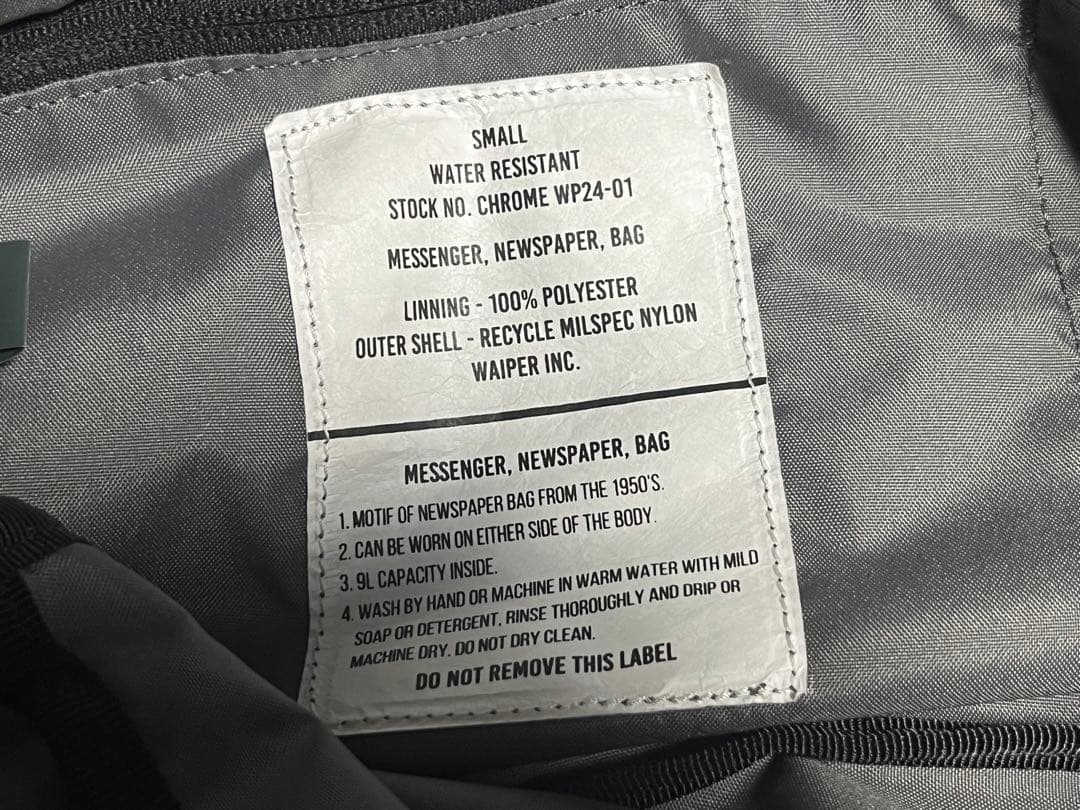 SMALL
WATER RESISTANT
STOCK NO. CHROME WP24-01
MESSENGER, NEWSPAPER, BAG
LINNING - 100% POLYESTER
OUTER SHELL - RECYCLE MILSPEC NYLON
WAIPER INC.
MESSENGER, NEWSPAPER, BAG
1. MOTIF OF NEWSPAPER BAG FROM THE 1950'S.
2. CAN BE WORN ON EITHER SIDE OF THE BODY.
3. 9L CAPACITY INSIDE.
4. WASH BY HAND OR MACHINE IN WARM WATER WITH MILD
SOAP OR DETERGENT, RINSE THOROUGHLY AND DRIP OR
MACHINE DRY. DO NOT DRY CLEAN.
DO NOT REMOVE THIS LABEL